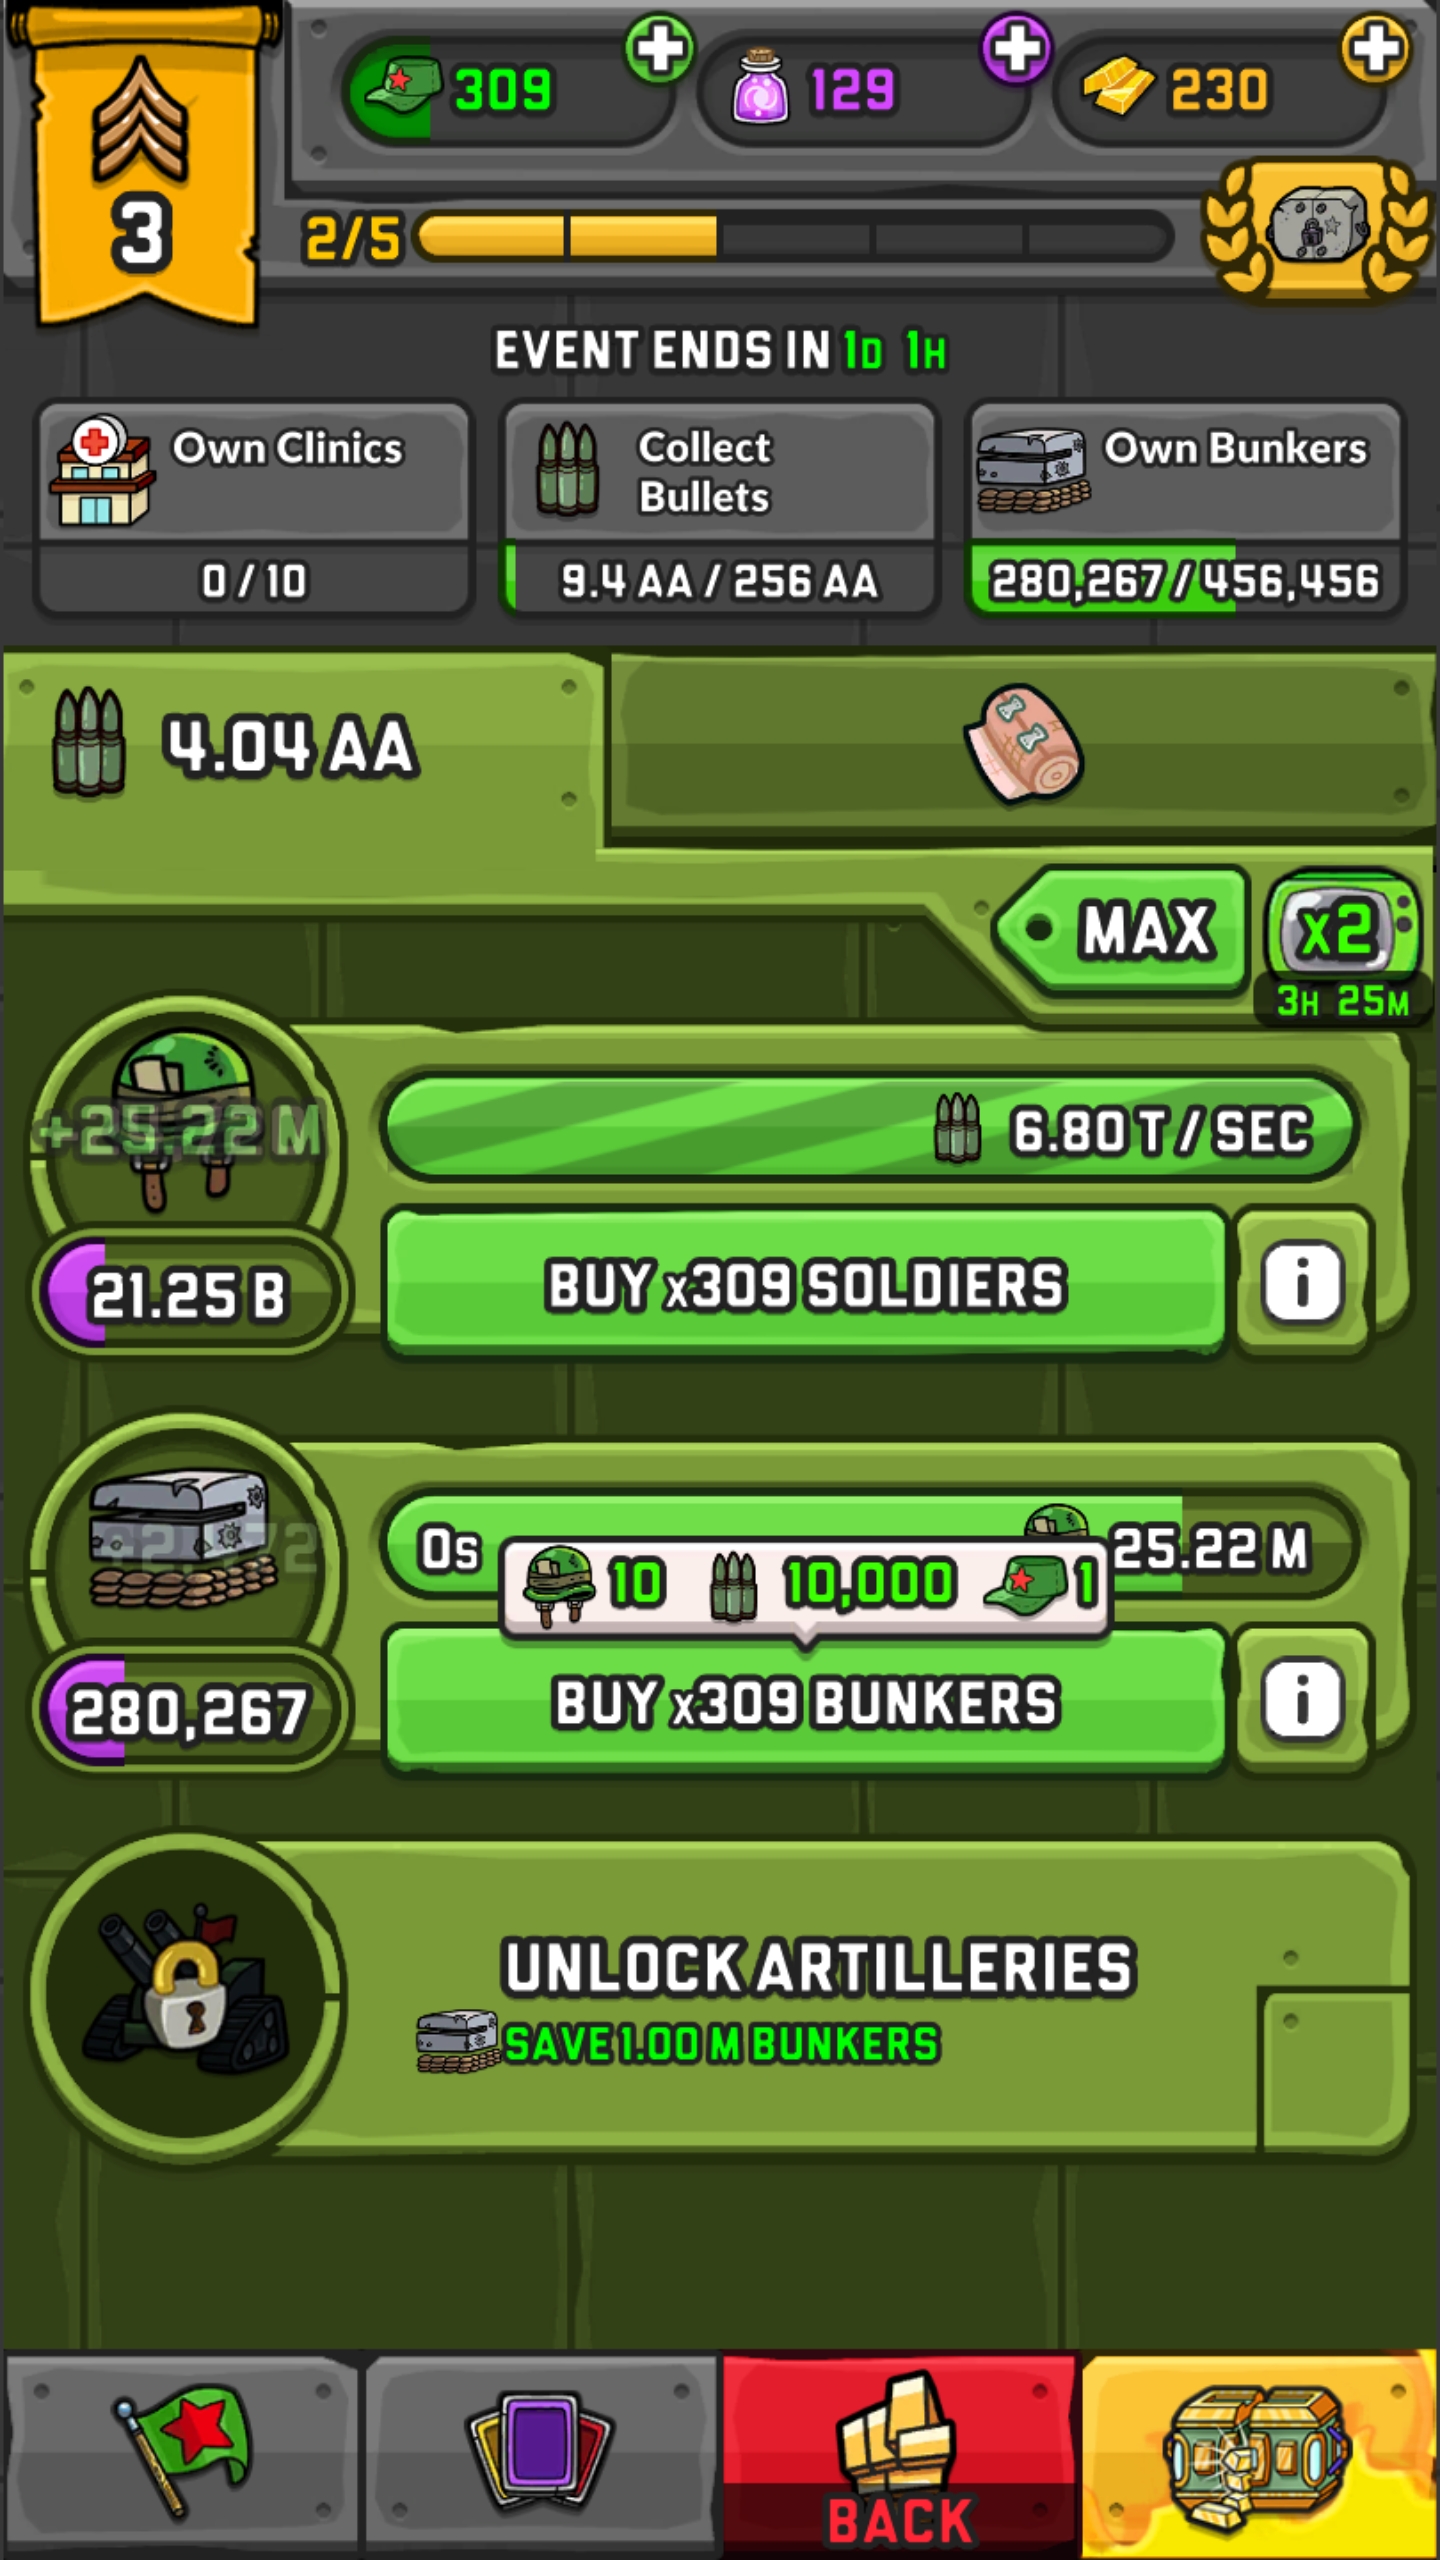 309
129
230
3
2/5
EVENT ENDS IN 1D 1H
Own Clinics
0 / 10
Collect
Bullets
9.4 AA / 256 AA
Own Bunkers
280,267 / 456,456
4.04 AA
MAX
x2
3H 25M
+25.22 M
6.80 T / SEC
21.25 B
BUY x309 SOLDIERS
i
0s
25.22 M
10
10,000
1
280,267
BUY x309 BUNKERS
i
UNLOCK ARTILLERIES
SAVE 1.00 M BUNKERS
BACK